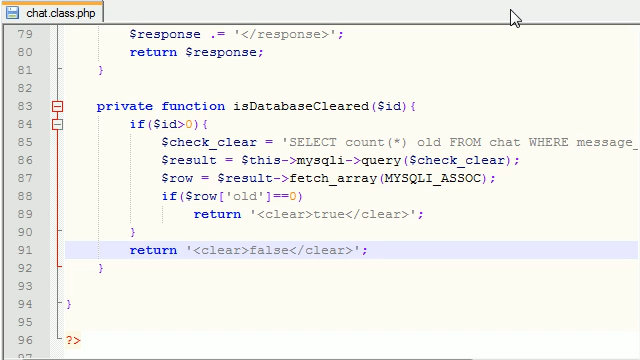 chat.class.php
79 $response .= '</response>';
80 return $response;
81 }
82
83 private function isDatabaseCleared($id){
84 if($id>0){
85 $check_clear = 'SELECT count(*) old FROM chat WHERE message_
86 $result = $this->mysqli->query($check_clear);
87 $row = $result->fetch_array(MYSQLI_ASSOC);
88 if($row['old']==0)
89 return '<clear>true</clear>';
90 }
91 return '<clear>false</clear>';
92 }
93
94 }
95
96 ?>
97